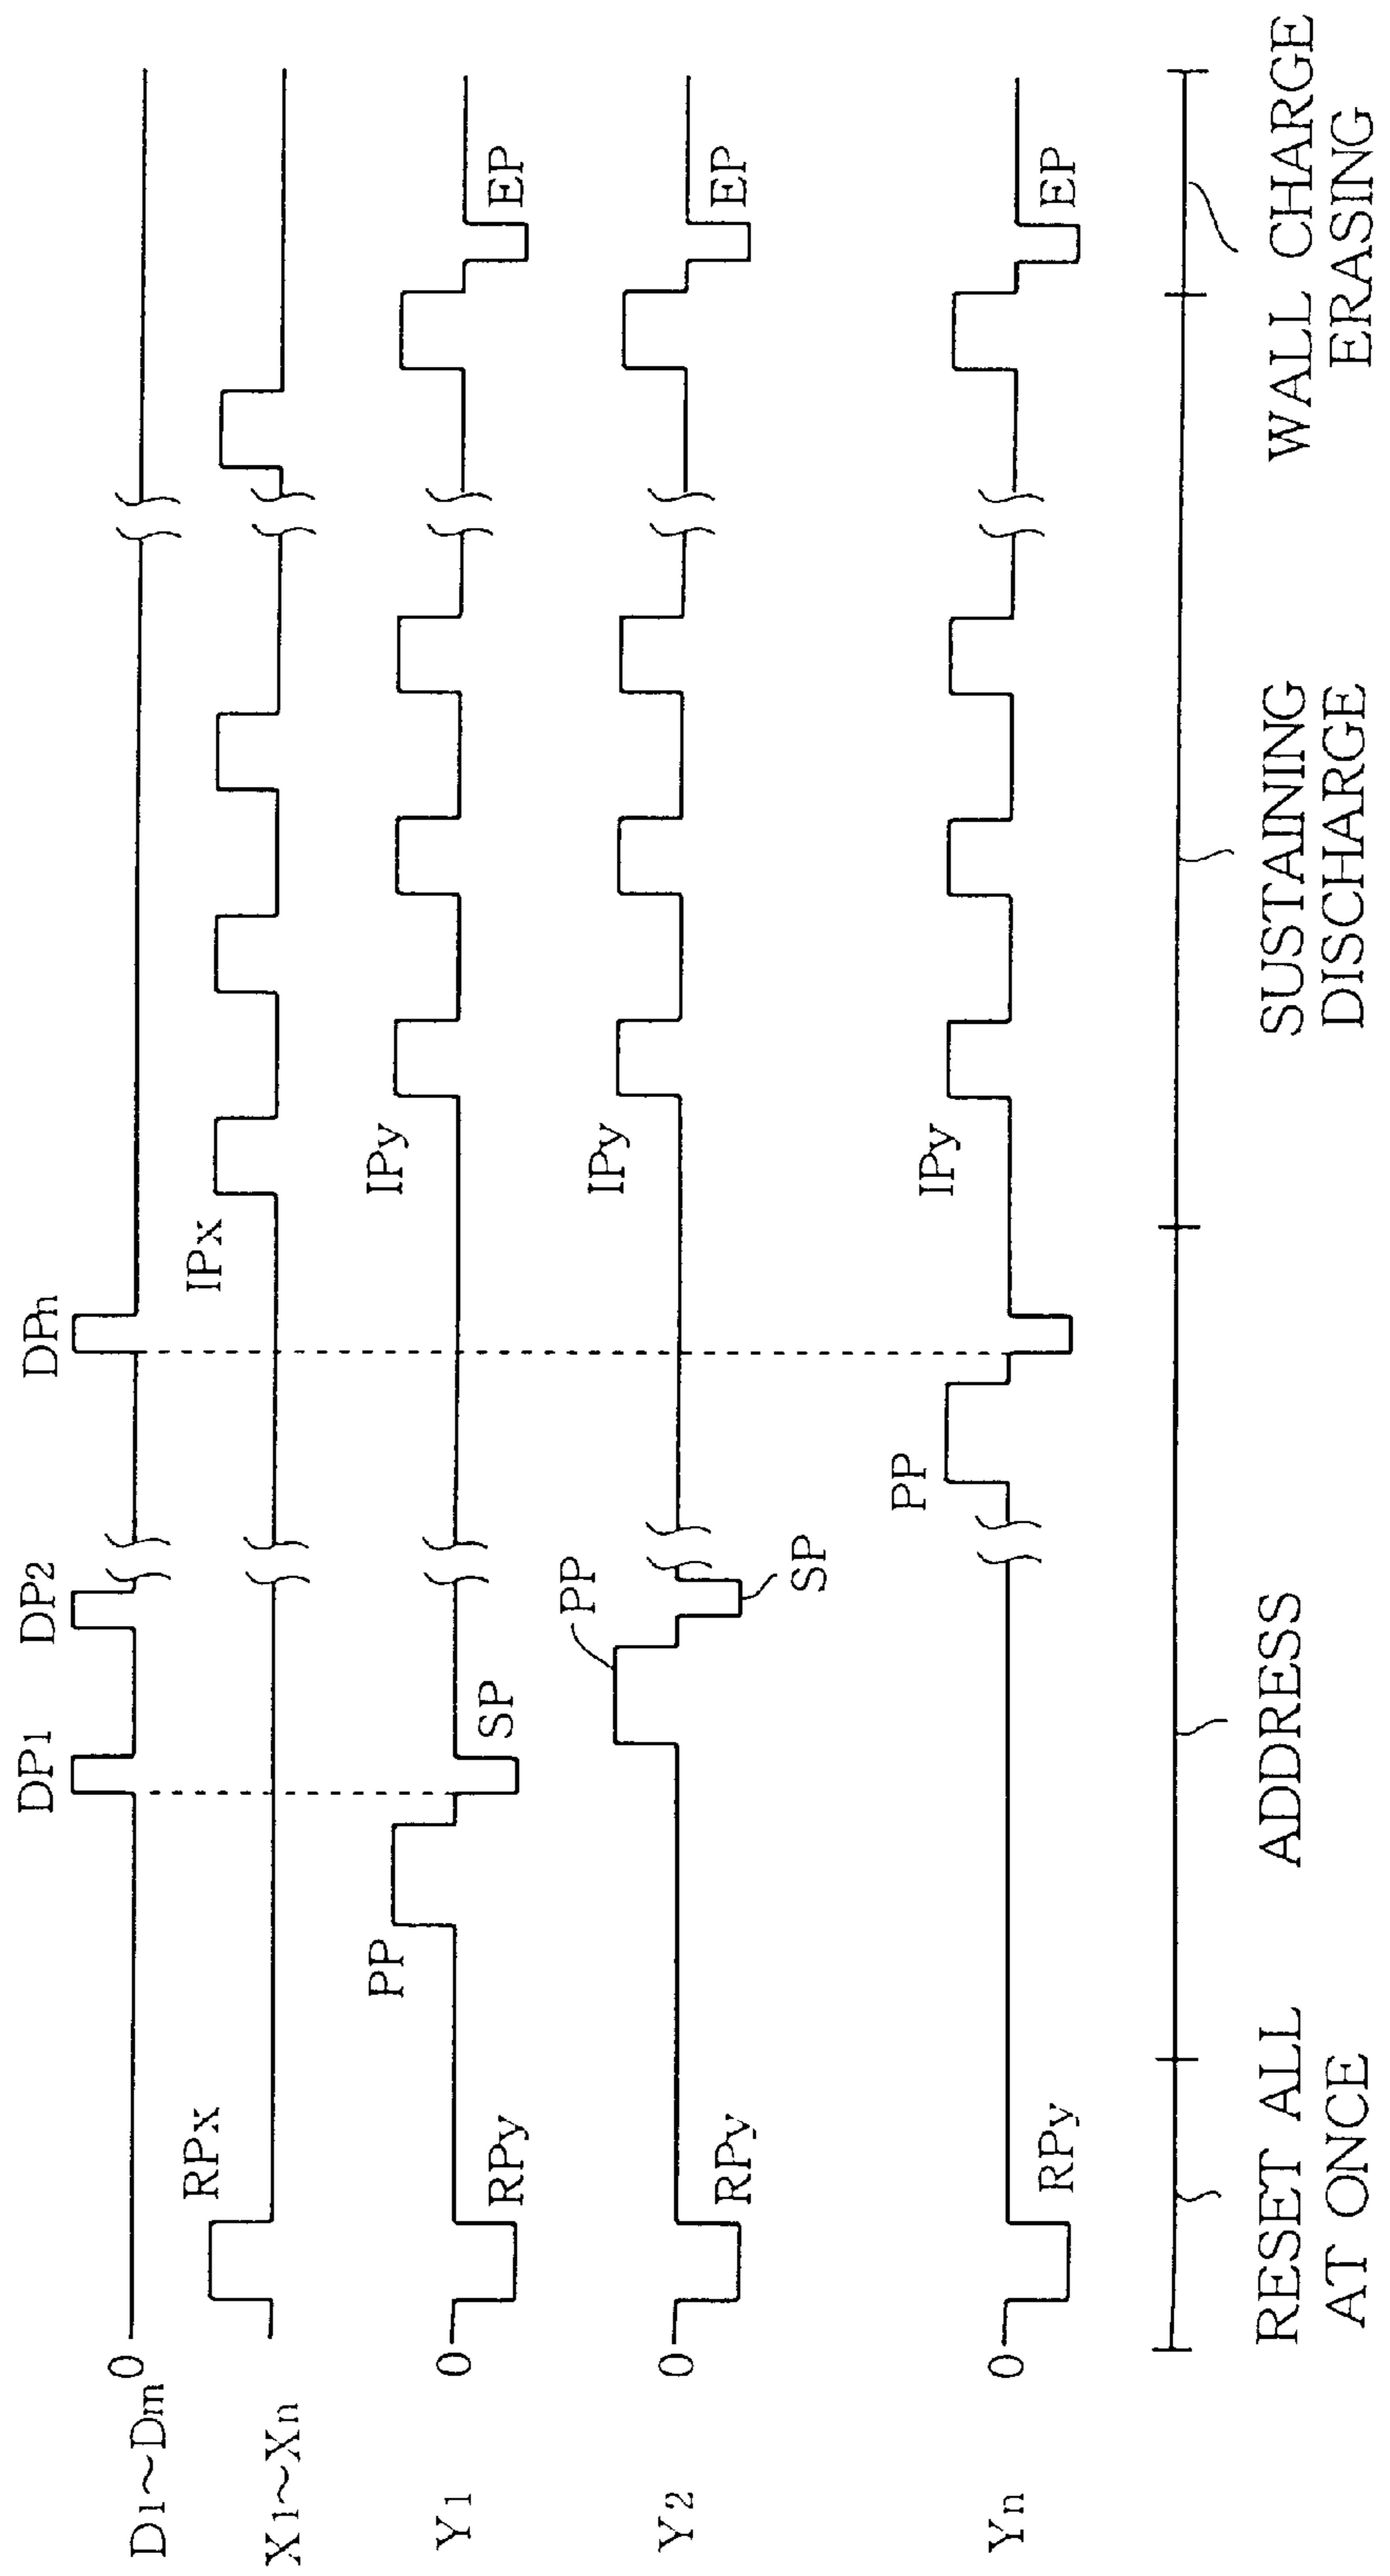 DP1 DP2 DPn
D1~Dm 0
RPx IPx
X1~Xn
PP IPy
Y1 0
RPy SP EP
PP IPy
Y2 0
RPy SP EP
PP IPy
Yn 0
RPy EP
RESET ALL AT ONCE
ADDRESS
SUSTAINING DISCHARGE
WALL CHARGE ERASING